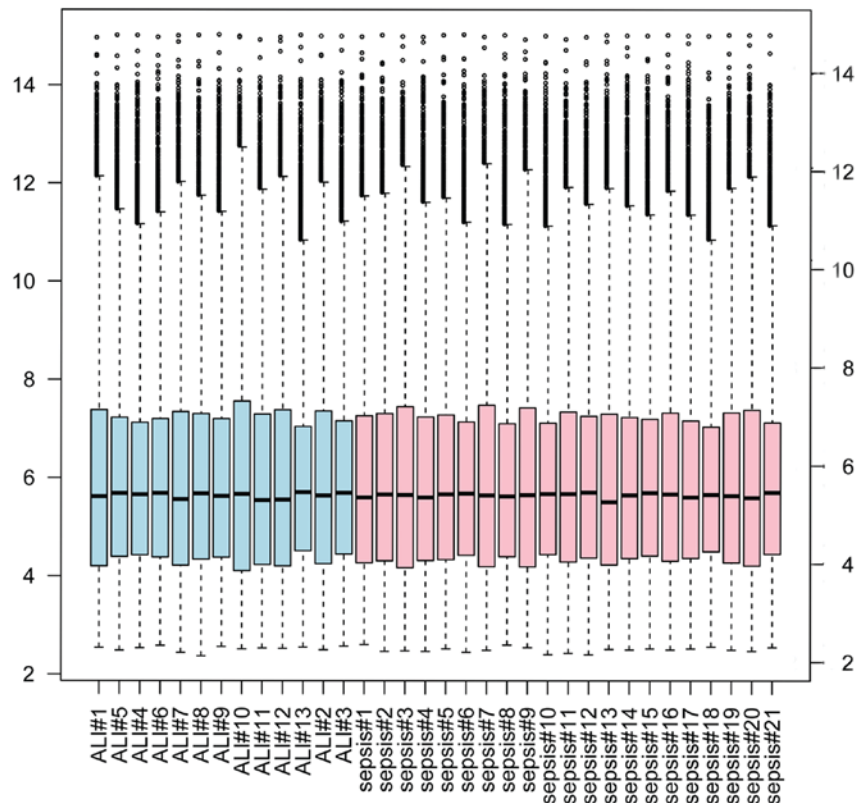 14
12
10
8
6
4
2
14
12
10
8
6
4
2
ALI#1
ALI#5
ALI#4
ALI#6
ALI#7
ALI#8
ALI#9
ALI#10
ALI#11
ALI#12
ALI#13
ALI#2
ALI#3
sepsis#1
sepsis#2
sepsis#3
sepsis#4
sepsis#5
sepsis#6
sepsis#7
sepsis#8
sepsis#9
sepsis#10
sepsis#11
sepsis#12
sepsis#13
sepsis#14
sepsis#15
sepsis#16
sepsis#17
sepsis#18
sepsis#19
sepsis#20
sepsis#21